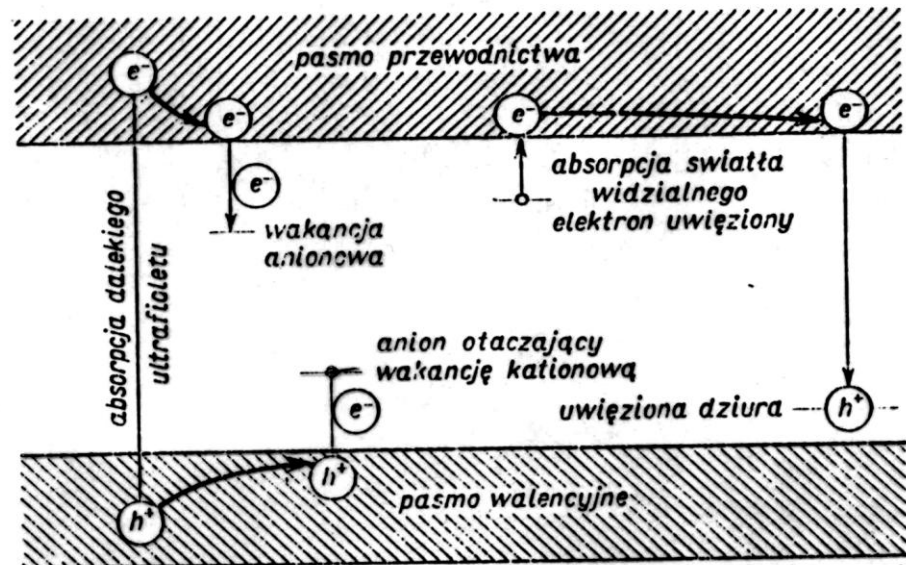 pasmo przewodnictwa
e⁻
e⁻
e⁻
e⁻
e⁻
wakancja
anionowa
absorpcja swiatła
widzialnego
elektron uwięziony
absorpcja dalekiego
ultrafioletu
anion otaczający
wakancję kationową
e⁻
uwięziona dziura
h⁺
h⁺
h⁺
pasmo walencyjne